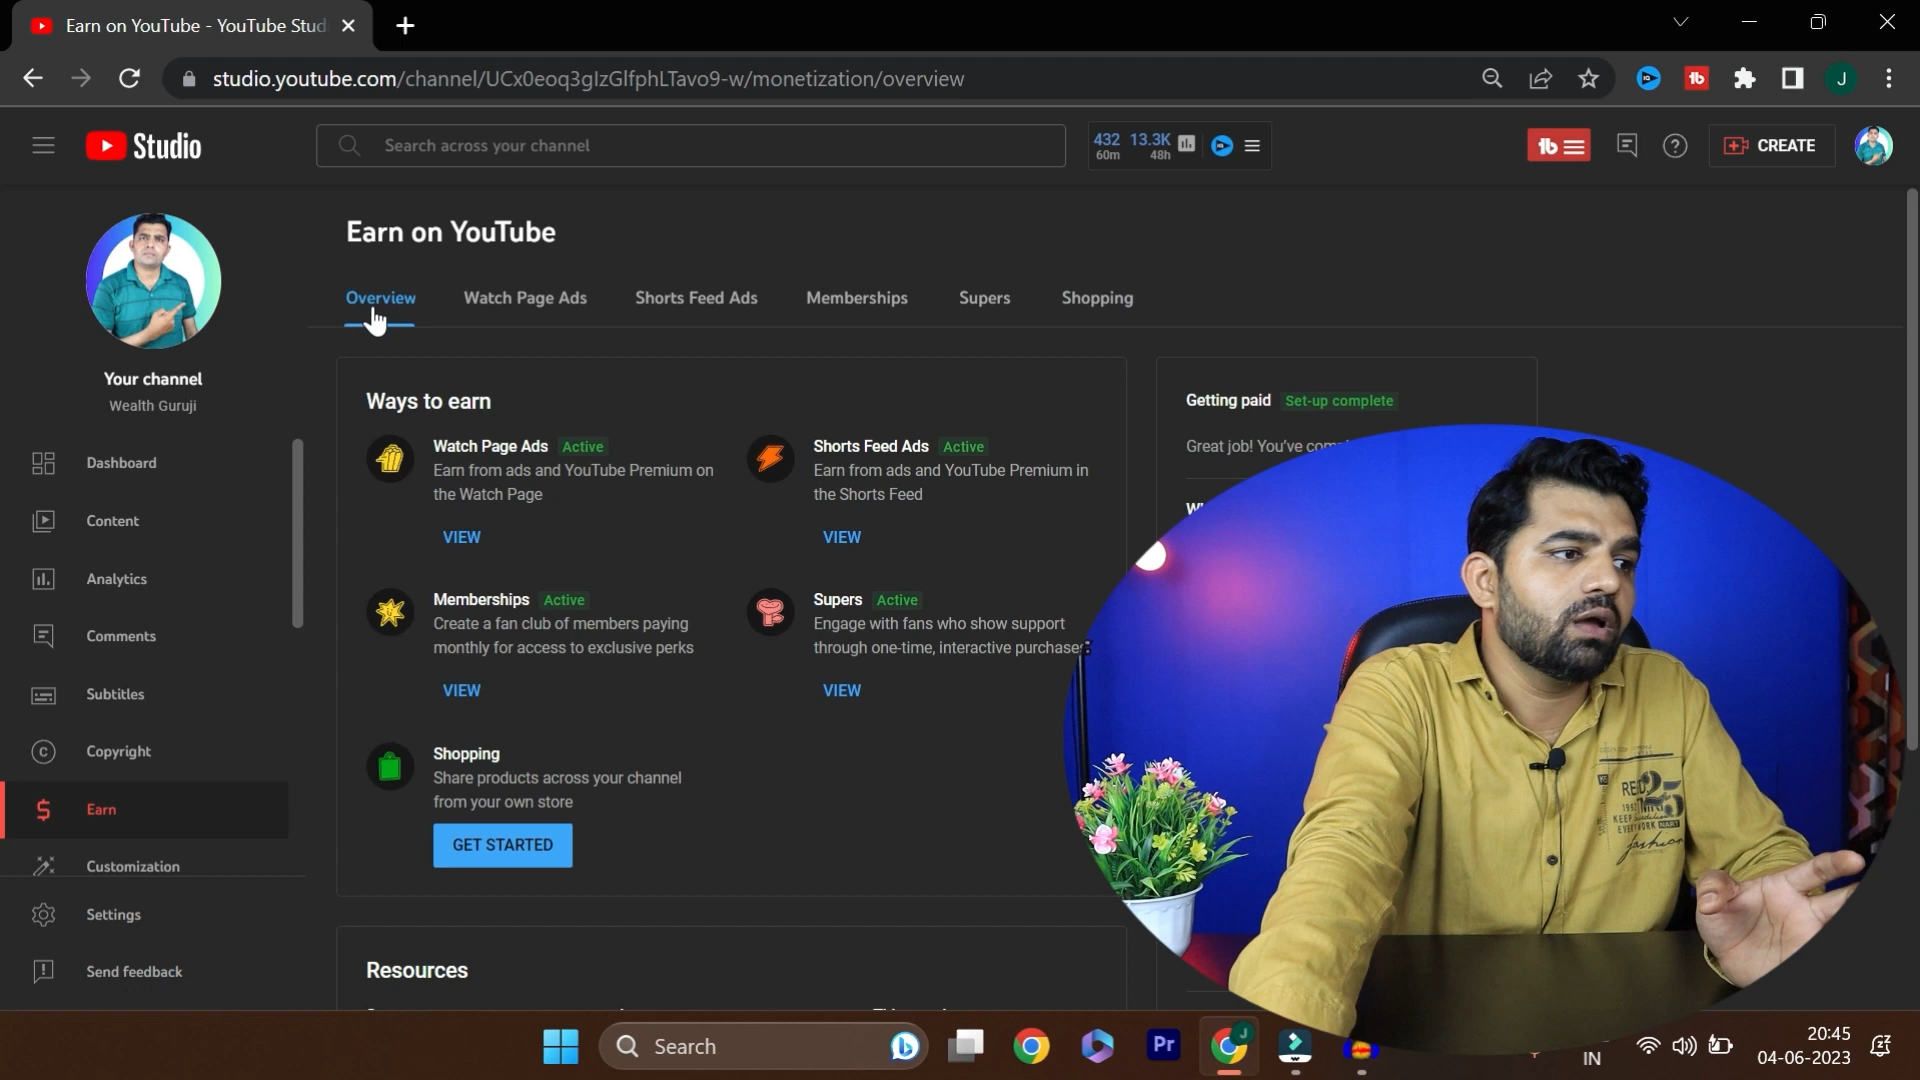 Earn on YouTube - YouTube Stud
studio.youtube.com/channel/UCx0eoq3gIzGlfphLTavo9-w/monetization/overview
J
Studio
Search across your channel
432 13.3K
60m 48h
CREATE
Earn on YouTube
Overview Watch Page Ads Shorts Feed Ads Memberships Supers Shopping
Your channel
Wealth Guruji
Dashboard
Content
Analytics
Comments
Subtitles
Copyright
Earn
Customization
Settings
Send feedback
Ways to earn
Watch Page Ads Active
Earn from ads and YouTube Premium on
the Watch Page
VIEW
Shorts Feed Ads Active
Earn from ads and YouTube Premium in
the Shorts Feed
VIEW
Memberships Active
Create a fan club of members paying
monthly for access to exclusive perks
VIEW
Supers Active
Engage with fans who show support
through one-time, interactive purchases
VIEW
Shopping
Share products across your channel
from your own store
GET STARTED
Getting paid Set-up complete
Great job! You've com
Resources
25
fashion
Search
Pr
J
IN
20:45
04-06-2023